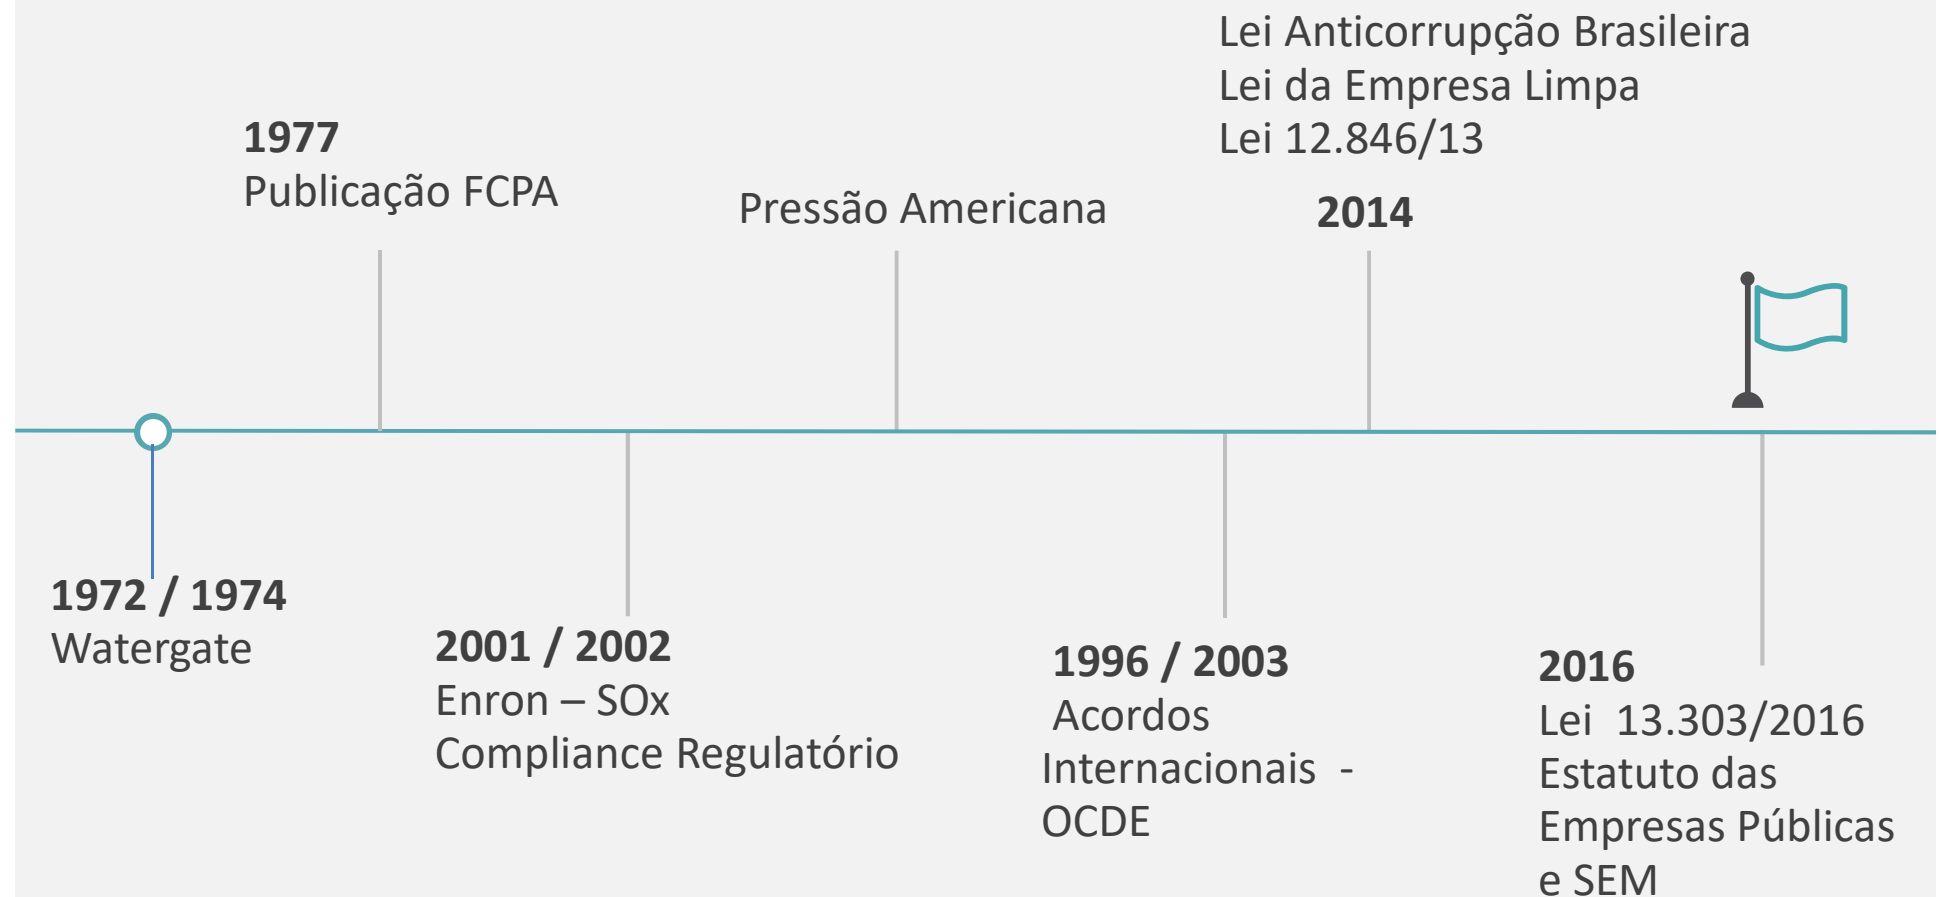 1972 / 1974
Watergate
1977
Publicação FCPA
2001 / 2002
Enron – SOx
Compliance Regulatório
Pressão Americana
1996 / 2003
Acordos
Internacionais -
OCDE
Lei Anticorrupção Brasileira
Lei da Empresa Limpa
Lei 12.846/13
2014
2016
Lei 13.303/2016
Estatuto das
Empresas Públicas
e SEM